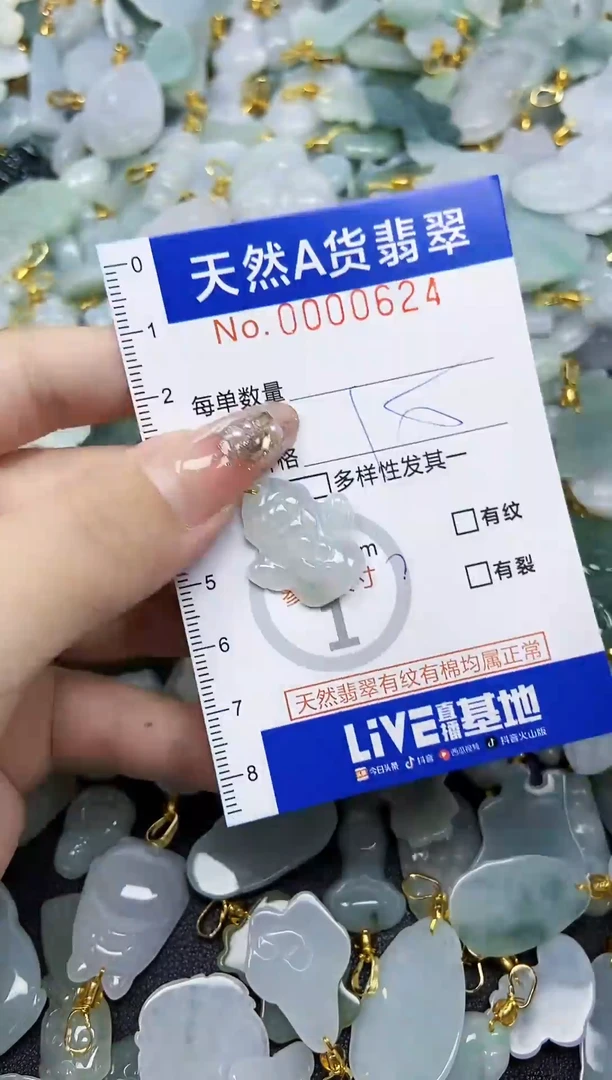 天然A货翡翠
No.0000624
每单数量
格
多样性发其一
有纹
m
寸 ?
有裂
1
天然翡翠有纹有棉均属正常
LiVE直播基地
今日头条 抖音 西瓜视频 抖音火山版
0
1
2
5
6
7
8